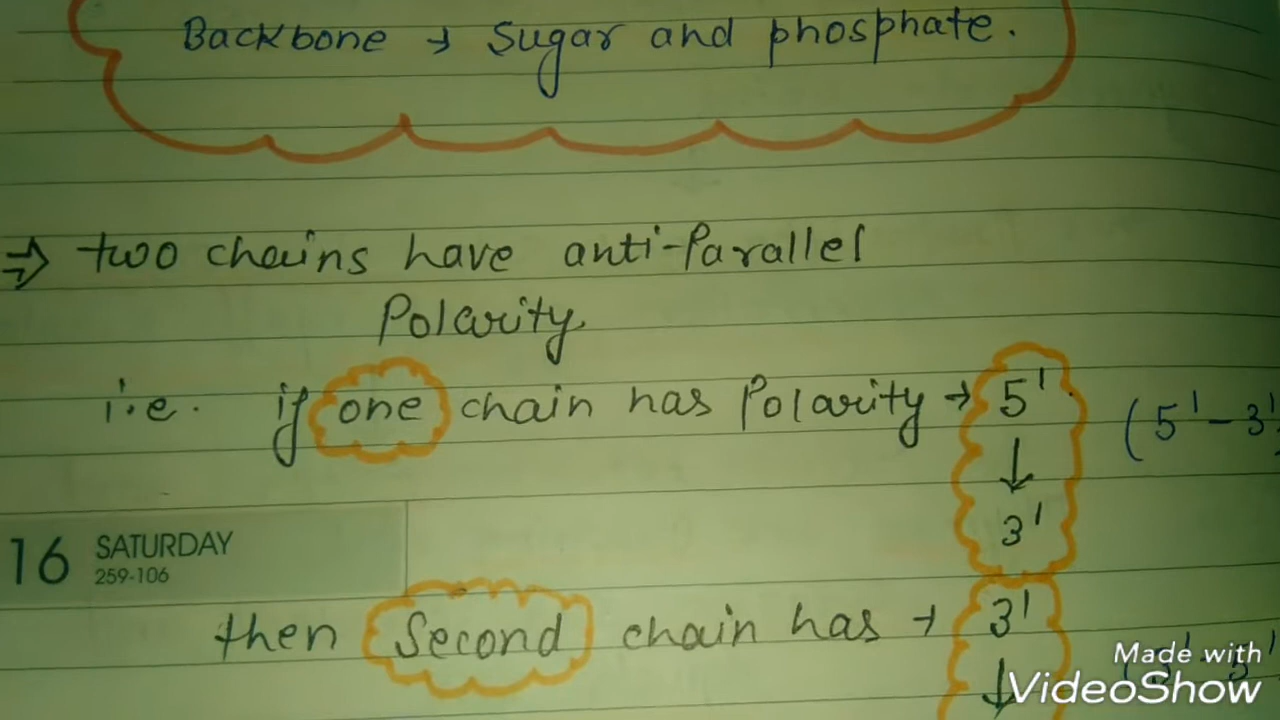 Backbone → Sugar and phosphate.
⇒ two chains have anti-Parallel
Polarity
i.e. if one chain has Polarity → 5' (5'-3'
↓
3'
16 SATURDAY
259-106
then Second chain has → 3'
↓
Made with
VideoShow